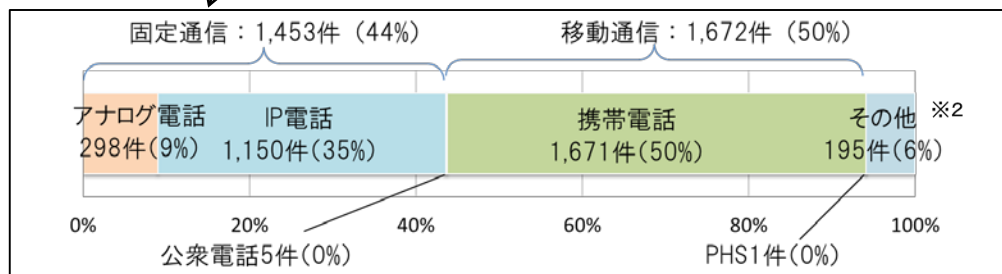 固定通信：1,453件（44%） 移動通信：1,672件（50%）
アナログ電話 IP電話 携帯電話 その他 ※2
298件(9%) 1,150件(35%) 1,671件(50%) 195件(6%)
0% 20% 40% 60% 80% 100%
公衆電話5件(0%) PHS1件(0%)